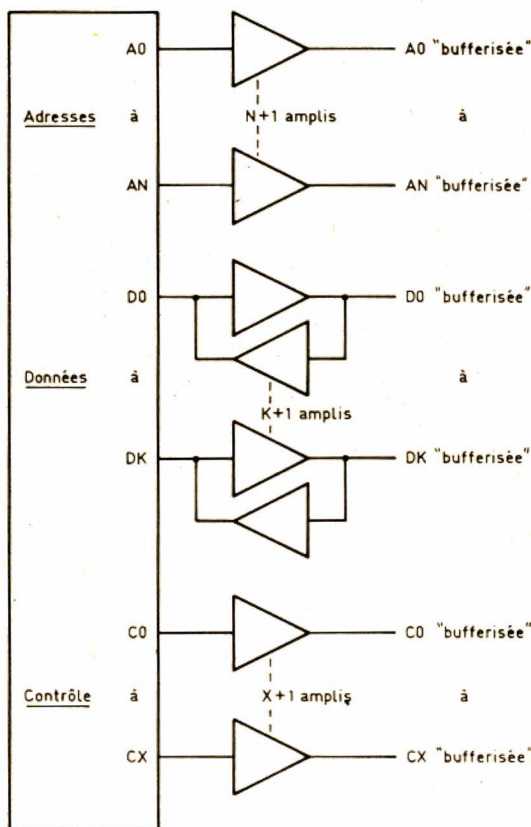 A0 A0 "bufferisée"
Adresses à N+1 amplis à
AN AN "bufferisée"
D0 D0 "bufferisée"
Données à à
K+1 amplis
DK DK "bufferisée"
C0 C0 "bufferisée"
Contrôle à X+1 amplis à
CX CX "bufferisée"